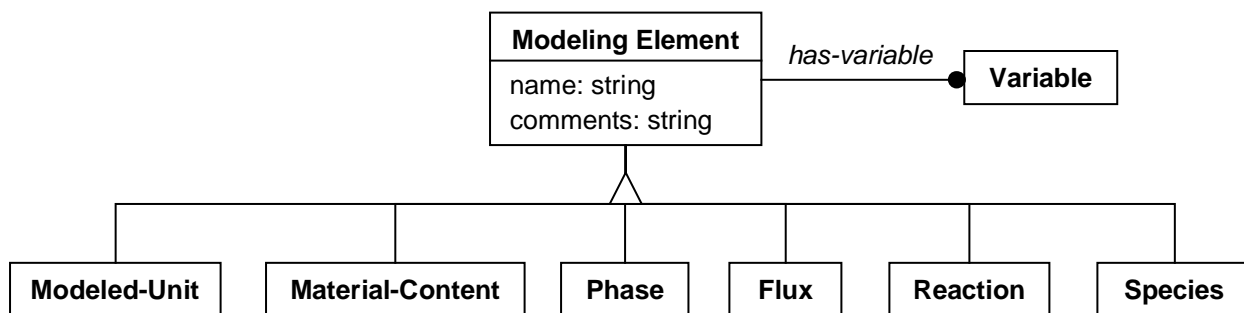 Modeling Element
name: string
comments: string
has-variable
Variable
Modeled-Unit
Material-Content
Phase
Flux
Reaction
Species